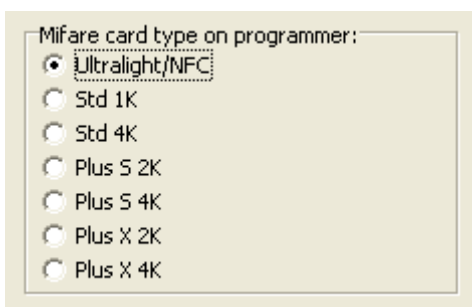 Mifare card type on programmer:
Ultralight/NFC
Std 1K
Std 4K
Plus S 2K
Plus S 4K
Plus X 2K
Plus X 4K